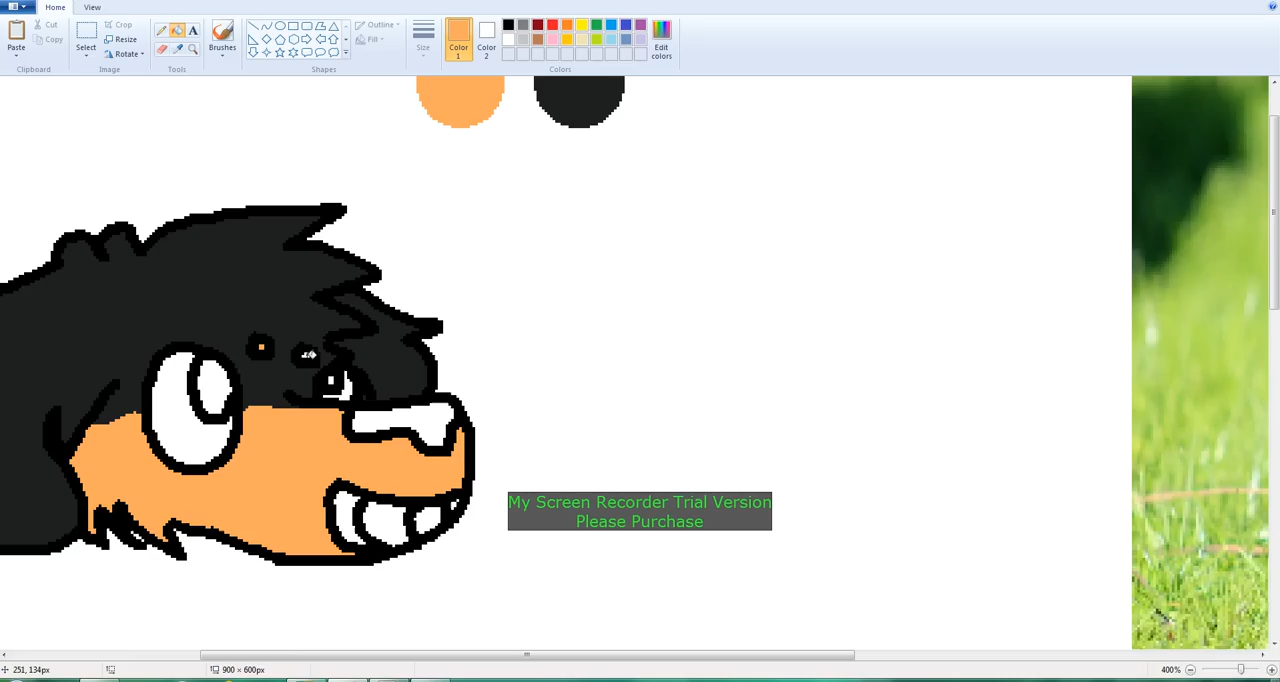 Home View
Paste
Cut
Copy
Clipboard
Select
Crop
Resize
Rotate
Image
A
Tools
Brushes
Shapes
Outline
Fill
Size
Color 1
Color 2
Edit colors
Colors
My Screen Recorder Trial Version
Please Purchase
251, 134px
900 × 600px
400%